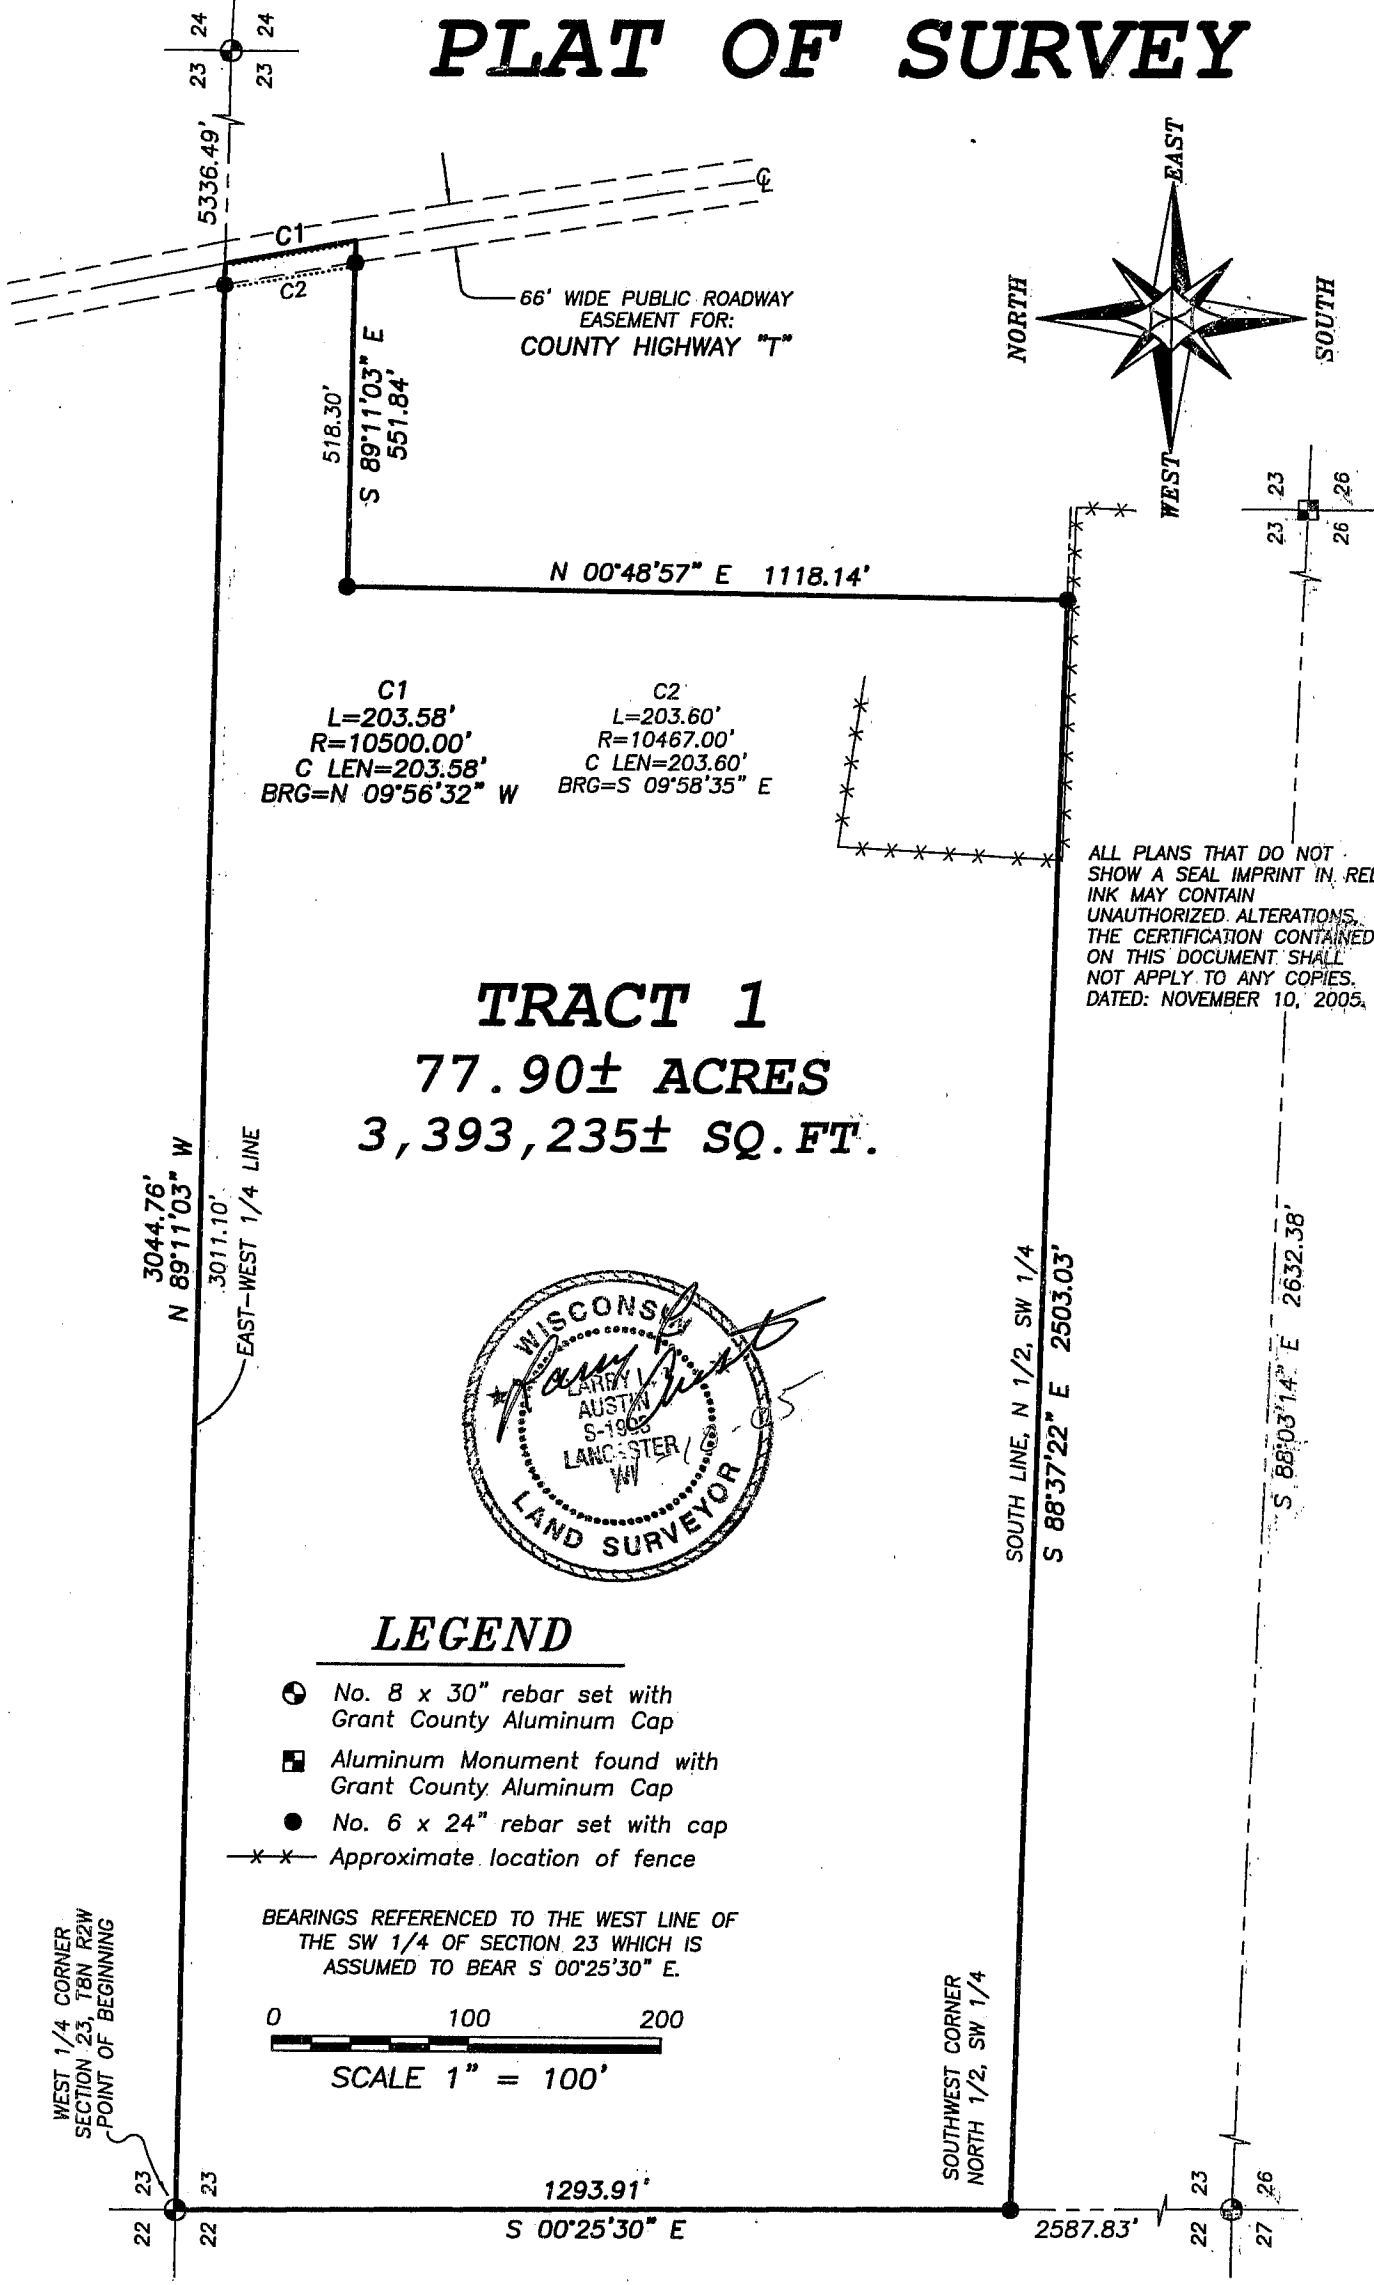 PLAT OF SURVEY
24 24
23 23
5336.49'
C1
C2
℄
66' WIDE PUBLIC ROADWAY
EASEMENT FOR:
COUNTY HIGHWAY "T"
EAST
NORTH
SOUTH
WEST
518.30'
S 89°11'03" E
551.84'
23 26
23 26
N 00°48'57" E 1118.14'
C1
L=203.58'
R=10500.00'
C LEN=203.58'
BRG=N 09°56'32" W
C2
L=203.60'
R=10467.00'
C LEN=203.60'
BRG=S 09°58'35" E
ALL PLANS THAT DO NOT
SHOW A SEAL IMPRINT IN RED
INK MAY CONTAIN
UNAUTHORIZED ALTERATIONS.
THE CERTIFICATION CONTAINED
ON THIS DOCUMENT SHALL
NOT APPLY TO ANY COPIES.
DATED: NOVEMBER 10, 2005.
TRACT 1
77.90± ACRES
3,393,235± SQ.FT.
3044.76'
N 89°11'03" W
3011.10'
EAST-WEST 1/4 LINE
SOUTH LINE, N 1/2, SW 1/4
S 88°37'22" E 2503.03'
S 88°03'14" E 2632.38'
WISCONSIN
LARRY L.
AUSTIN
LANCASTER
WI
LAND SURVEYOR
LEGEND
No. 8 x 30" rebar set with
Grant County Aluminum Cap
Aluminum Monument found with
Grant County Aluminum Cap
No. 6 x 24" rebar set with cap
Approximate location of fence
BEARINGS REFERENCED TO THE WEST LINE OF
THE SW 1/4 OF SECTION 23 WHICH IS
ASSUMED TO BEAR S 00°25'30" E.
0 100 200
SCALE 1" = 100'
WEST 1/4 CORNER
SECTION 23, T8N R2W
POINT OF BEGINNING
SOUTHWEST CORNER
NORTH 1/2, SW 1/4
23 23
22 22
1293.91'
S 00°25'30" E
2587.83'
23 26
22 27